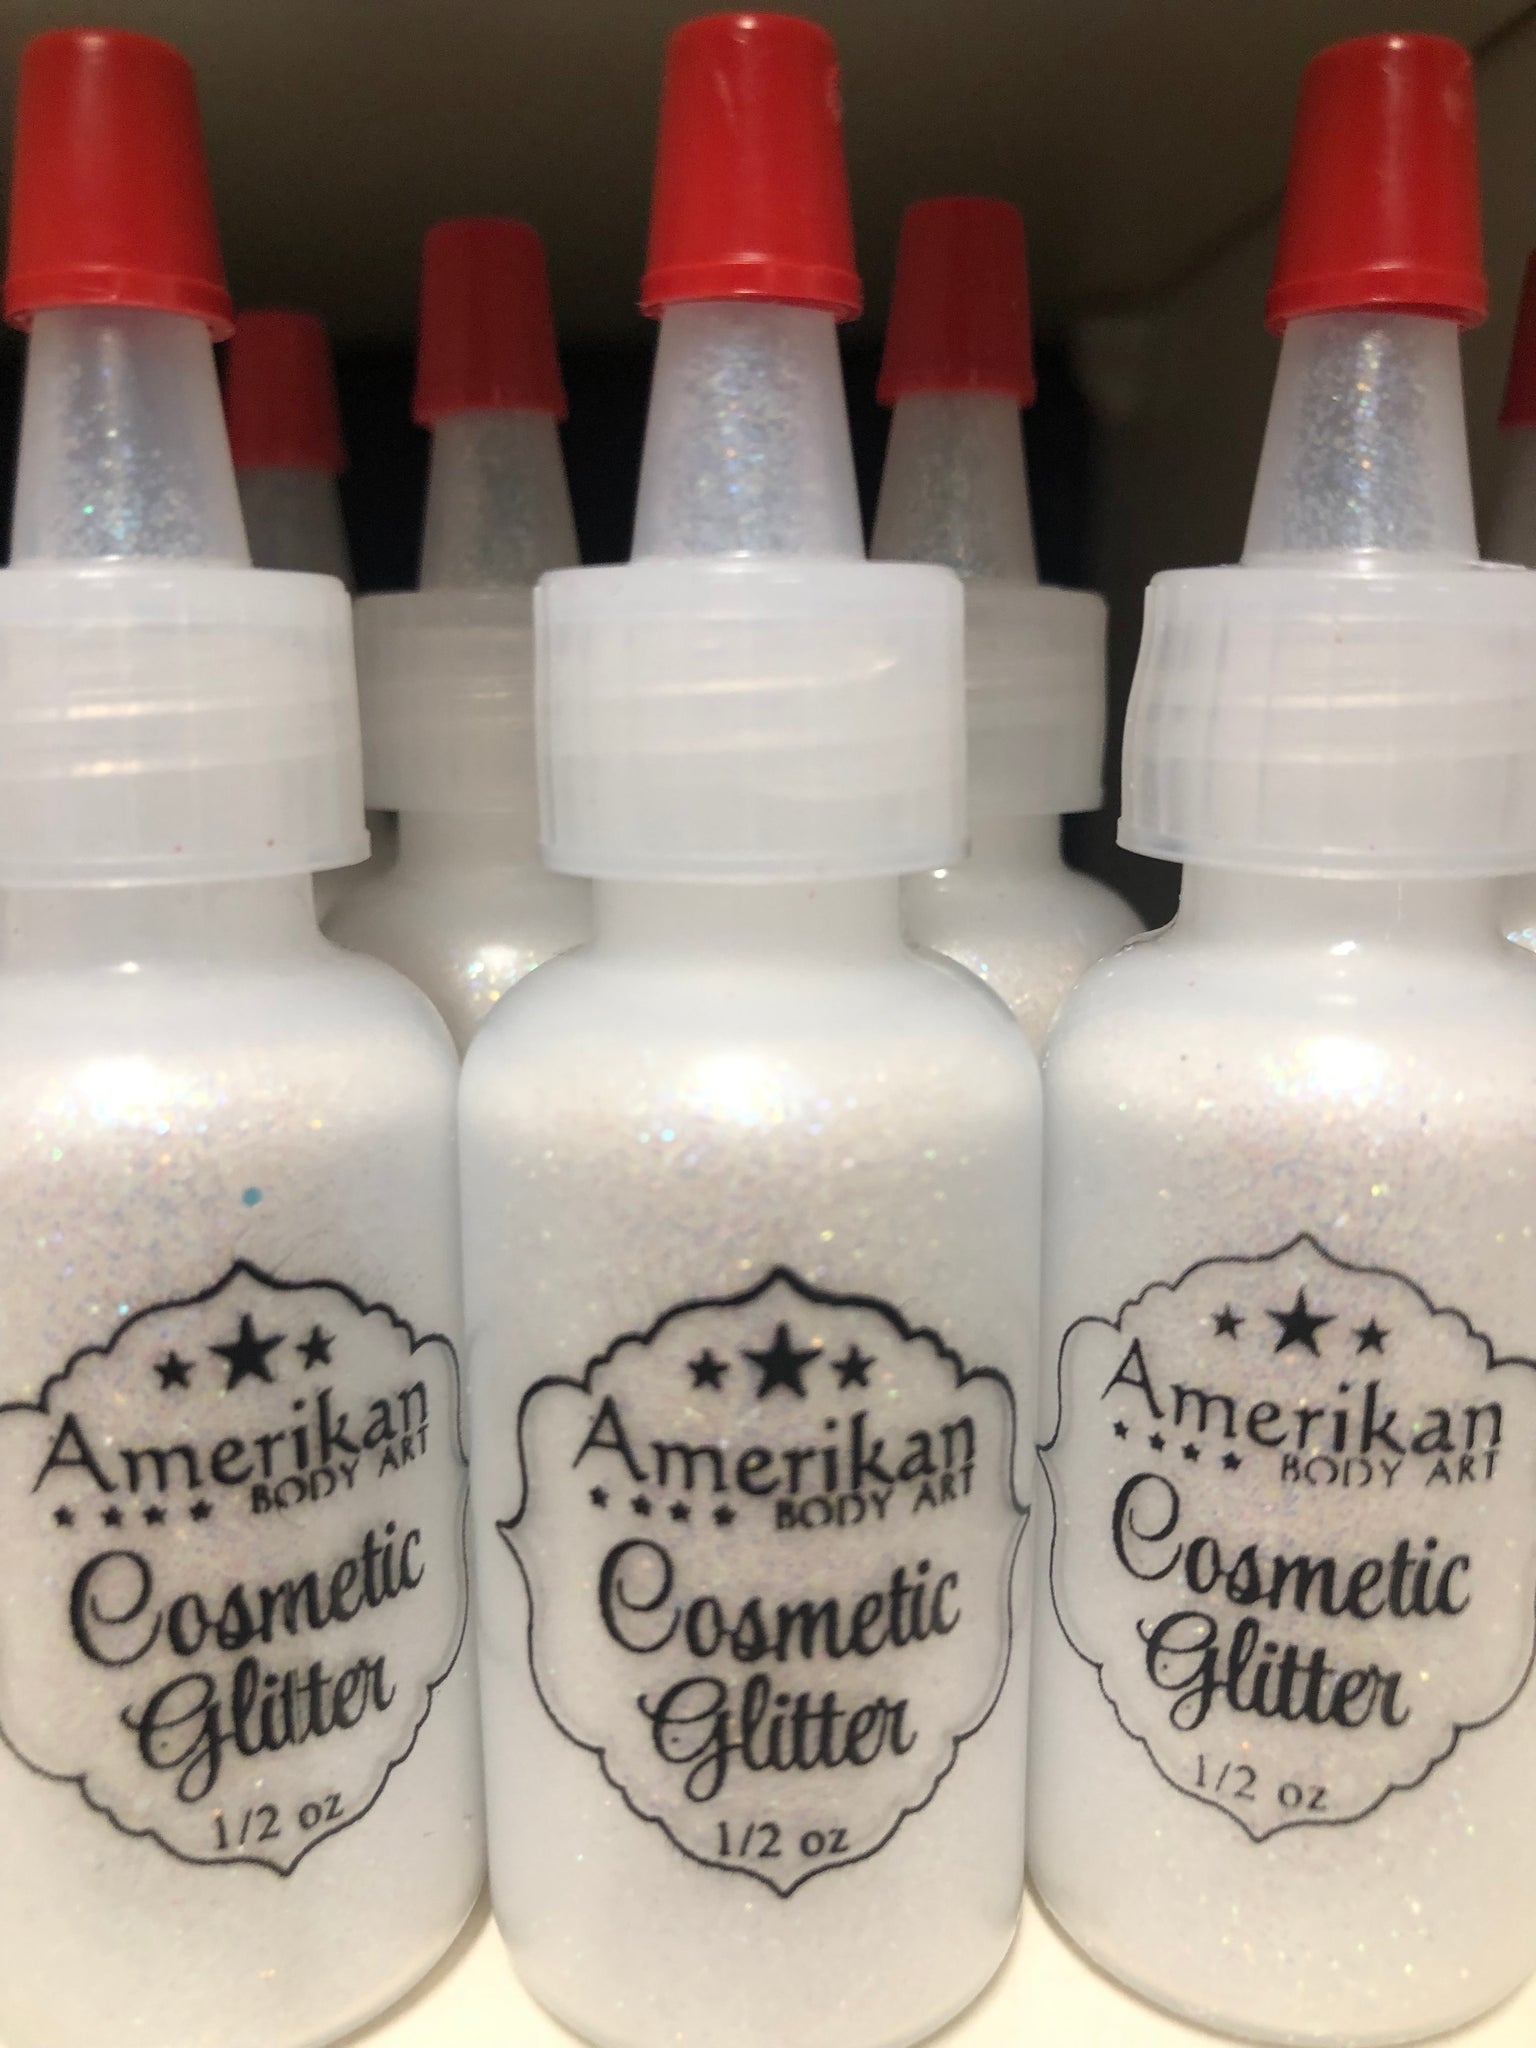 Amerikan
BODY ART
Cosmetic
Glitter
1/2 oz
Amerikan
BODY ART
Cosmetic
Glitter
1/2 oz
Amerikan
BODY ART
Cosmetic
Glitter
1/2 oz